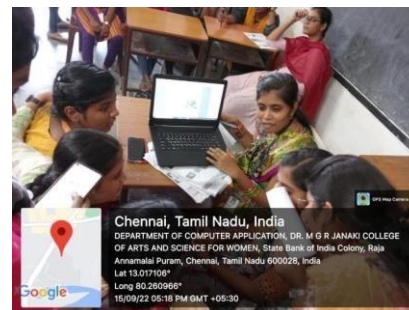 GPS Map Camera
Chennai, Tamil Nadu, India
DEPARTMENT OF COMPUTER APPLICATION, DR. M G R JANAKI COLLEGE
OF ARTS AND SCIENCE FOR WOMEN, State Bank of India Colony, Raja
Annamalai Puram, Chennai, Tamil Nadu 600028, India
Lat 13.017106°
Long 80.260966°
15/09/22 05:18 PM GMT +05:30
Google